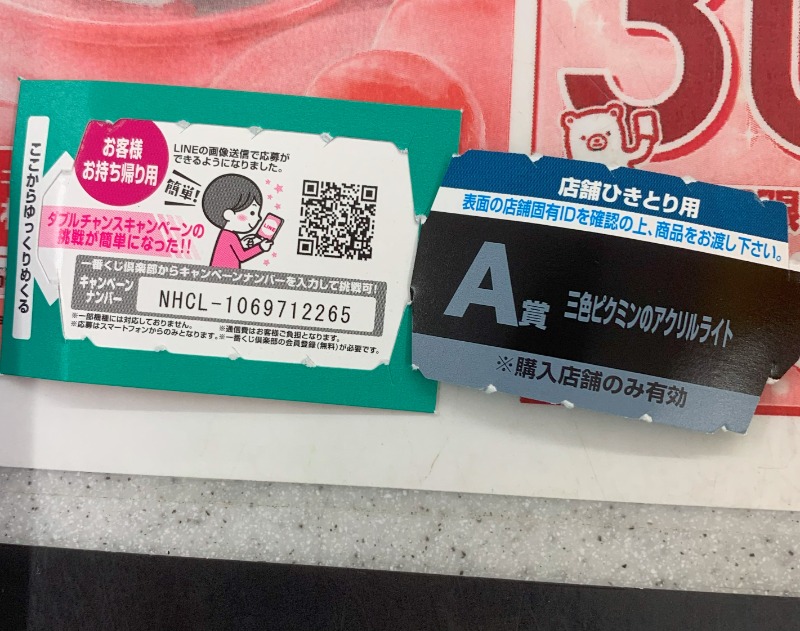 ここからゆっくりめくる
お客様
お持ち帰り用
LINEの画像送信で応募が
できるようになりました。
簡単!
LINE
ダブルチャンスキャンペーンの
挑戦が簡単になった!!
一番くじ倶楽部からキャンペーンナンバーを入力して挑戦可!
キャンペーン
ナンバー
NHCL-1069712265
※一部機種には対応しておりません。 ※通信費はお客様ご負担となります。
※応募はスマートフォンからのみとなります。※一番くじ倶楽部の会員登録(無料)が必要です。
店舗ひきとり用
表面の店舗固有IDを確認の上、商品をお渡し下さい。
A賞 三色ピクミンのアクリルライト
※購入店舗のみ有効
30
限